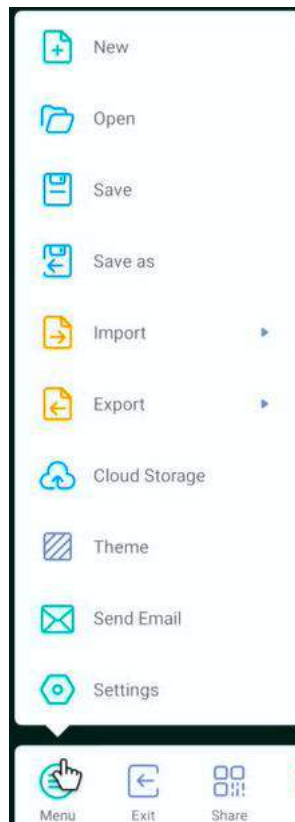 New
Open
Save
Save as
Import
Export
Cloud Storage
Theme
Send Email
Settings
Menu Exit Share